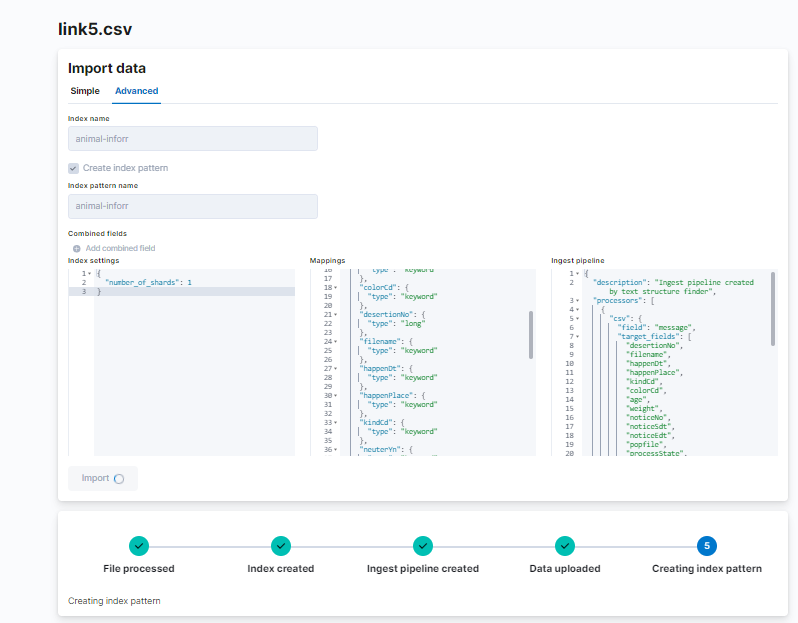 link5.csv
Import data
Simple Advanced
Index name
animal-inforr
Create index pattern
Index pattern name
animal-inforr
Combined fields
Add combined field
Index settings
1 {
2 "number_of_shards": 1
3 }
Mappings
16 "type": "keyword"
17 },
18 "colorCd": {
19 "type": "keyword"
20 },
21 "desertionNo": {
22 "type": "long"
23 },
24 "filename": {
25 "type": "keyword"
26 },
27 "happenDt": {
28 "type": "keyword"
29 },
30 "happenPlace": {
31 "type": "keyword"
32 },
33 "kindCd": {
34 "type": "keyword"
35 },
36 "neuterYn": {
Ingest pipeline
1 {
2 "description": "Ingest pipeline created
by text structure finder",
3 "processors": [
4 {
5 "csv": {
6 "field": "message",
7 "target_fields": [
8 "desertionNo",
9 "filename",
10 "happenDt",
11 "happenPlace",
12 "kindCd",
13 "colorCd",
14 "age",
15 "weight",
16 "noticeNo",
17 "noticeSdt",
18 "noticeEdt",
19 "popfile",
20 "processState",
Import
5
File processed
Index created
Ingest pipeline created
Data uploaded
Creating index pattern
Creating index pattern